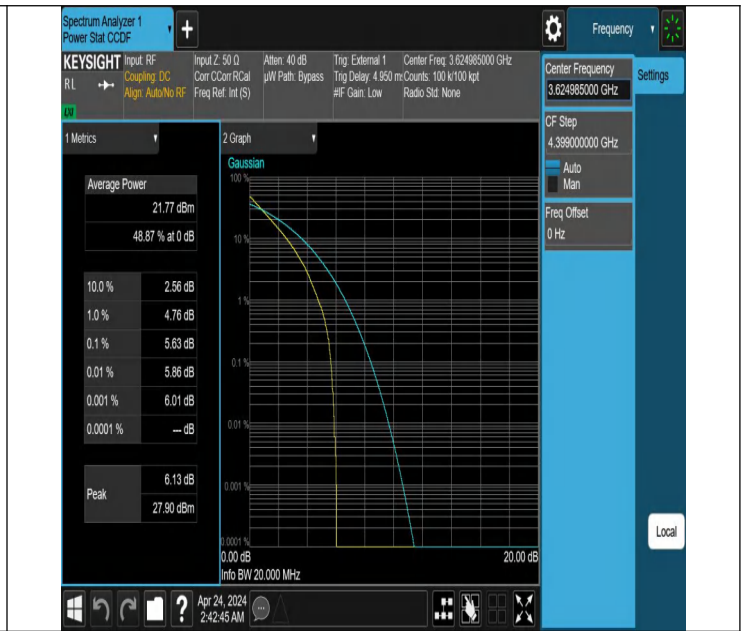 Spectrum Analyzer 1
Power Stat CCDF
+
Frequency
KEYSIGHT
RL
LXI
Input: RF
Coupling: DC
Align: Auto/No RF
Input Z: 50 Ω
Corr CCorr RCal
Freq Ref: Int (S)
Atten: 40 dB
µW Path: Bypass
Trig: External 1
Trig Delay: 4.950 ms
#IF Gain: Low
Center Freq: 3.624985000 GHz
Counts: 100 k/100 kpt
Radio Std: None
Center Frequency
3.624985000 GHz
Settings
CF Step
4.399000000 GHz
Auto
Man
Freq Offset
0 Hz
1 Metrics
Average Power
21.77 dBm
48.87 % at 0 dB
10.0 % 2.56 dB
1.0 % 4.76 dB
0.1 % 5.63 dB
0.01 % 5.86 dB
0.001 % 6.01 dB
0.0001 % --- dB
Peak
6.13 dB
27.90 dBm
2 Graph
Gaussian
100 %
10 %
1 %
0.1 %
0.01 %
0.001 %
0.0001 %
0.00 dB
20.00 dB
Info BW 20.000 MHz
Local
?
Apr 24, 2024
2:42:45 AM